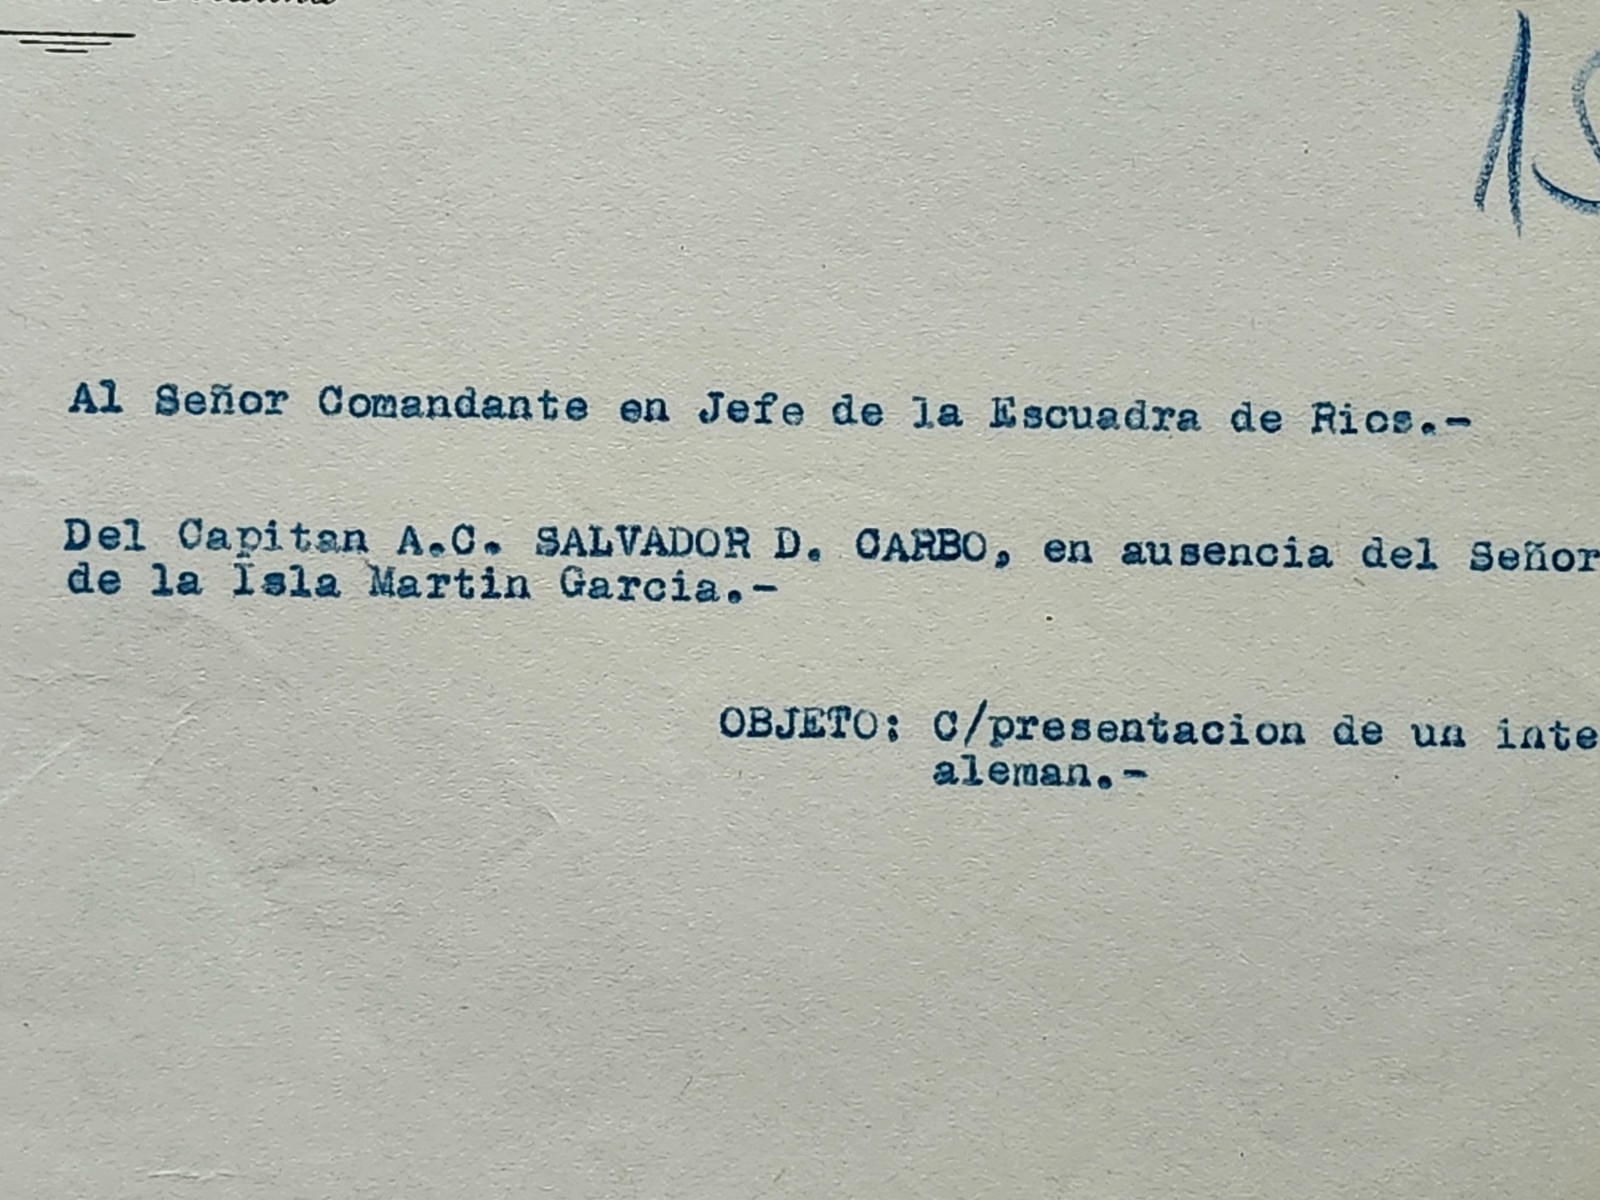 Al Señor Comandante en Jefe de la Escuadra de Rios.-
Del Capitan A.C. SALVADOR D. CARBO, en ausencia del Señor
de la Isla Martin Garcia.-
OBJETO: C/presentacion de un inte
aleman.-